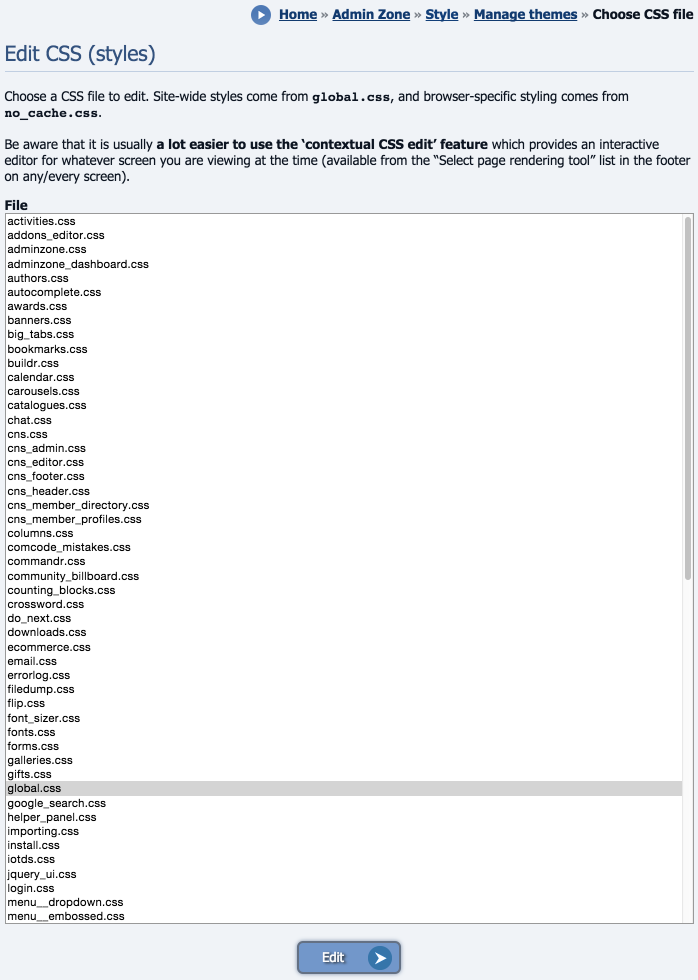 Home » Admin Zone » Style » Manage themes » Choose CSS file
Edit CSS (styles)
Choose a CSS file to edit. Site-wide styles come from global.css, and browser-specific styling comes from
no_cache.css.
Be aware that it is usually a lot easier to use the ‘contextual CSS edit’ feature which provides an interactive
editor for whatever screen you are viewing at the time (available from the “Select page rendering tool” list in the footer
on any/every screen).
File
activities.css
addons_editor.css
adminzone.css
adminzone_dashboard.css
authors.css
autocomplete.css
awards.css
banners.css
big_tabs.css
bookmarks.css
buildr.css
calendar.css
carousels.css
catalogues.css
chat.css
cns.css
cns_admin.css
cns_editor.css
cns_footer.css
cns_header.css
cns_member_directory.css
cns_member_profiles.css
columns.css
comcode_mistakes.css
commandr.css
community_billboard.css
counting_blocks.css
crossword.css
do_next.css
downloads.css
ecommerce.css
email.css
errorlog.css
filedump.css
flip.css
font_sizer.css
fonts.css
forms.css
galleries.css
gifts.css
global.css
google_search.css
helper_panel.css
importing.css
install.css
iotds.css
jquery_ui.css
login.css
menu__dropdown.css
menu__embossed.css
Edit